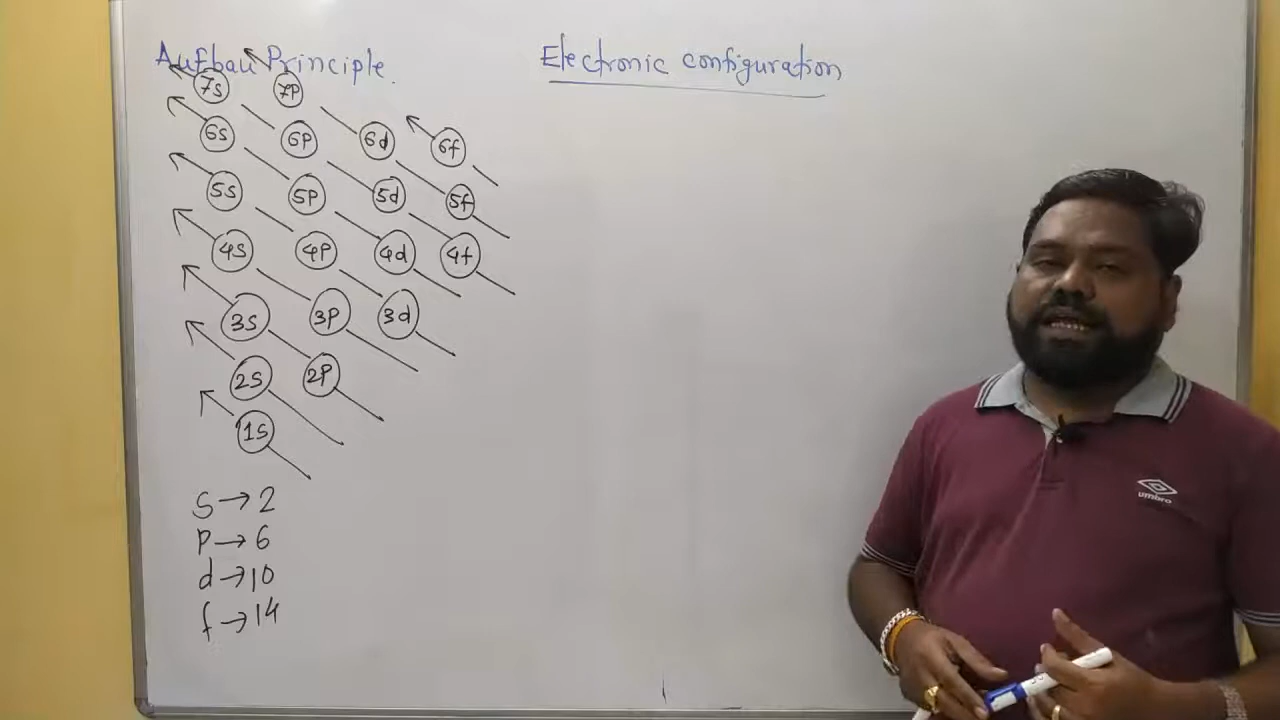 Aufbau Principle.
Electronic configuration
7s 7p
6s 6p 6d 6f
5s 5p 5d 5f
4s 4p 4d 4f
3s 3p 3d
2s 2p
1s
s→2
p→6
d→10
f→14
umbro